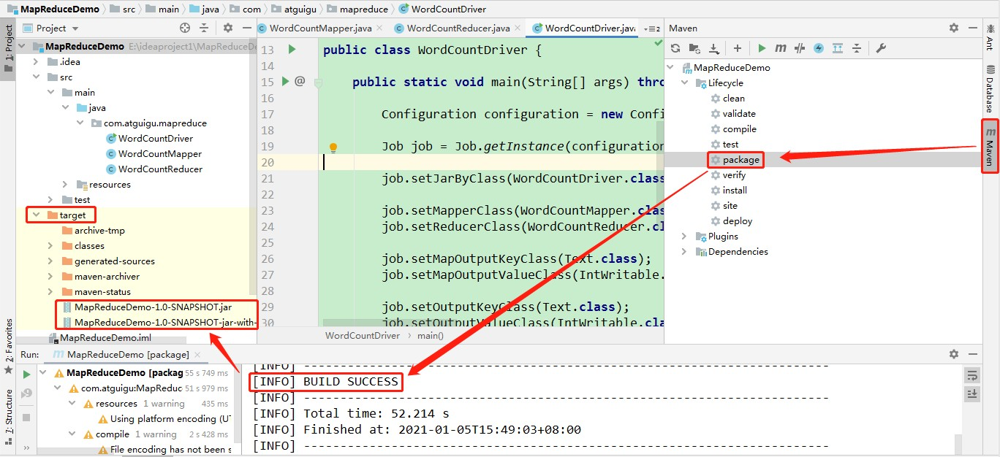 MapReduceDemo src main java com atguigu mapreduce WordCountDriver
1: Project
Project
MapReduceDemo E:\ideaproject1\MapReduceDe
.idea
src
main
java
com.atguigu.mapreduce
WordCountDriver
WordCountMapper
WordCountReducer
resources
test
target
archive-tmp
classes
generated-sources
maven-archiver
maven-status
MapReduceDemo-1.0-SNAPSHOT.jar
MapReduceDemo-1.0-SNAPSHOT-jar-with-
MapReduceDemo.iml
WordCountMapper.java WordCountReducer.java WordCountDriver.java
13 public class WordCountDriver {
14
15 @ public static void main(String[] args) thro
16
17 Configuration configuration = new Confi
18
19 Job job = Job.getInstance(configuration
20
21 job.setJarByClass(WordCountDriver.class
22
23 job.setMapperClass(WordCountMapper.clas
24 job.setReducerClass(WordCountReducer.cl
25
26 job.setMapOutputKeyClass(Text.class);
27 job.setMapOutputValueClass(IntWritable.
28
29 job.setOutputKeyClass(Text.class);
30 job.setOutputValueClass(IntWritable.cla
WordCountDriver main()
Maven
MapReduceDemo
Lifecycle
clean
validate
compile
test
package
verify
install
site
deploy
Plugins
Dependencies
Ant
Database
Maven
2: Favorites
7: Structure
Run: MapReduceDemo [package]
MapReduceDemo [packag 55 s 749 ms
com.atguigu:MapReduc 51 s 979 ms
resources 1 warning 435 ms
Using platform encoding (UT
compile 1 warning 2 s 428 ms
File encoding has not been s
[INFO] ------------------------------------------------------------------------
[INFO] BUILD SUCCESS
[INFO] ------------------------------------------------------------------------
[INFO] Total time: 52.214 s
[INFO] Finished at: 2021-01-05T15:49:03+08:00
[INFO] ------------------------------------------------------------------------